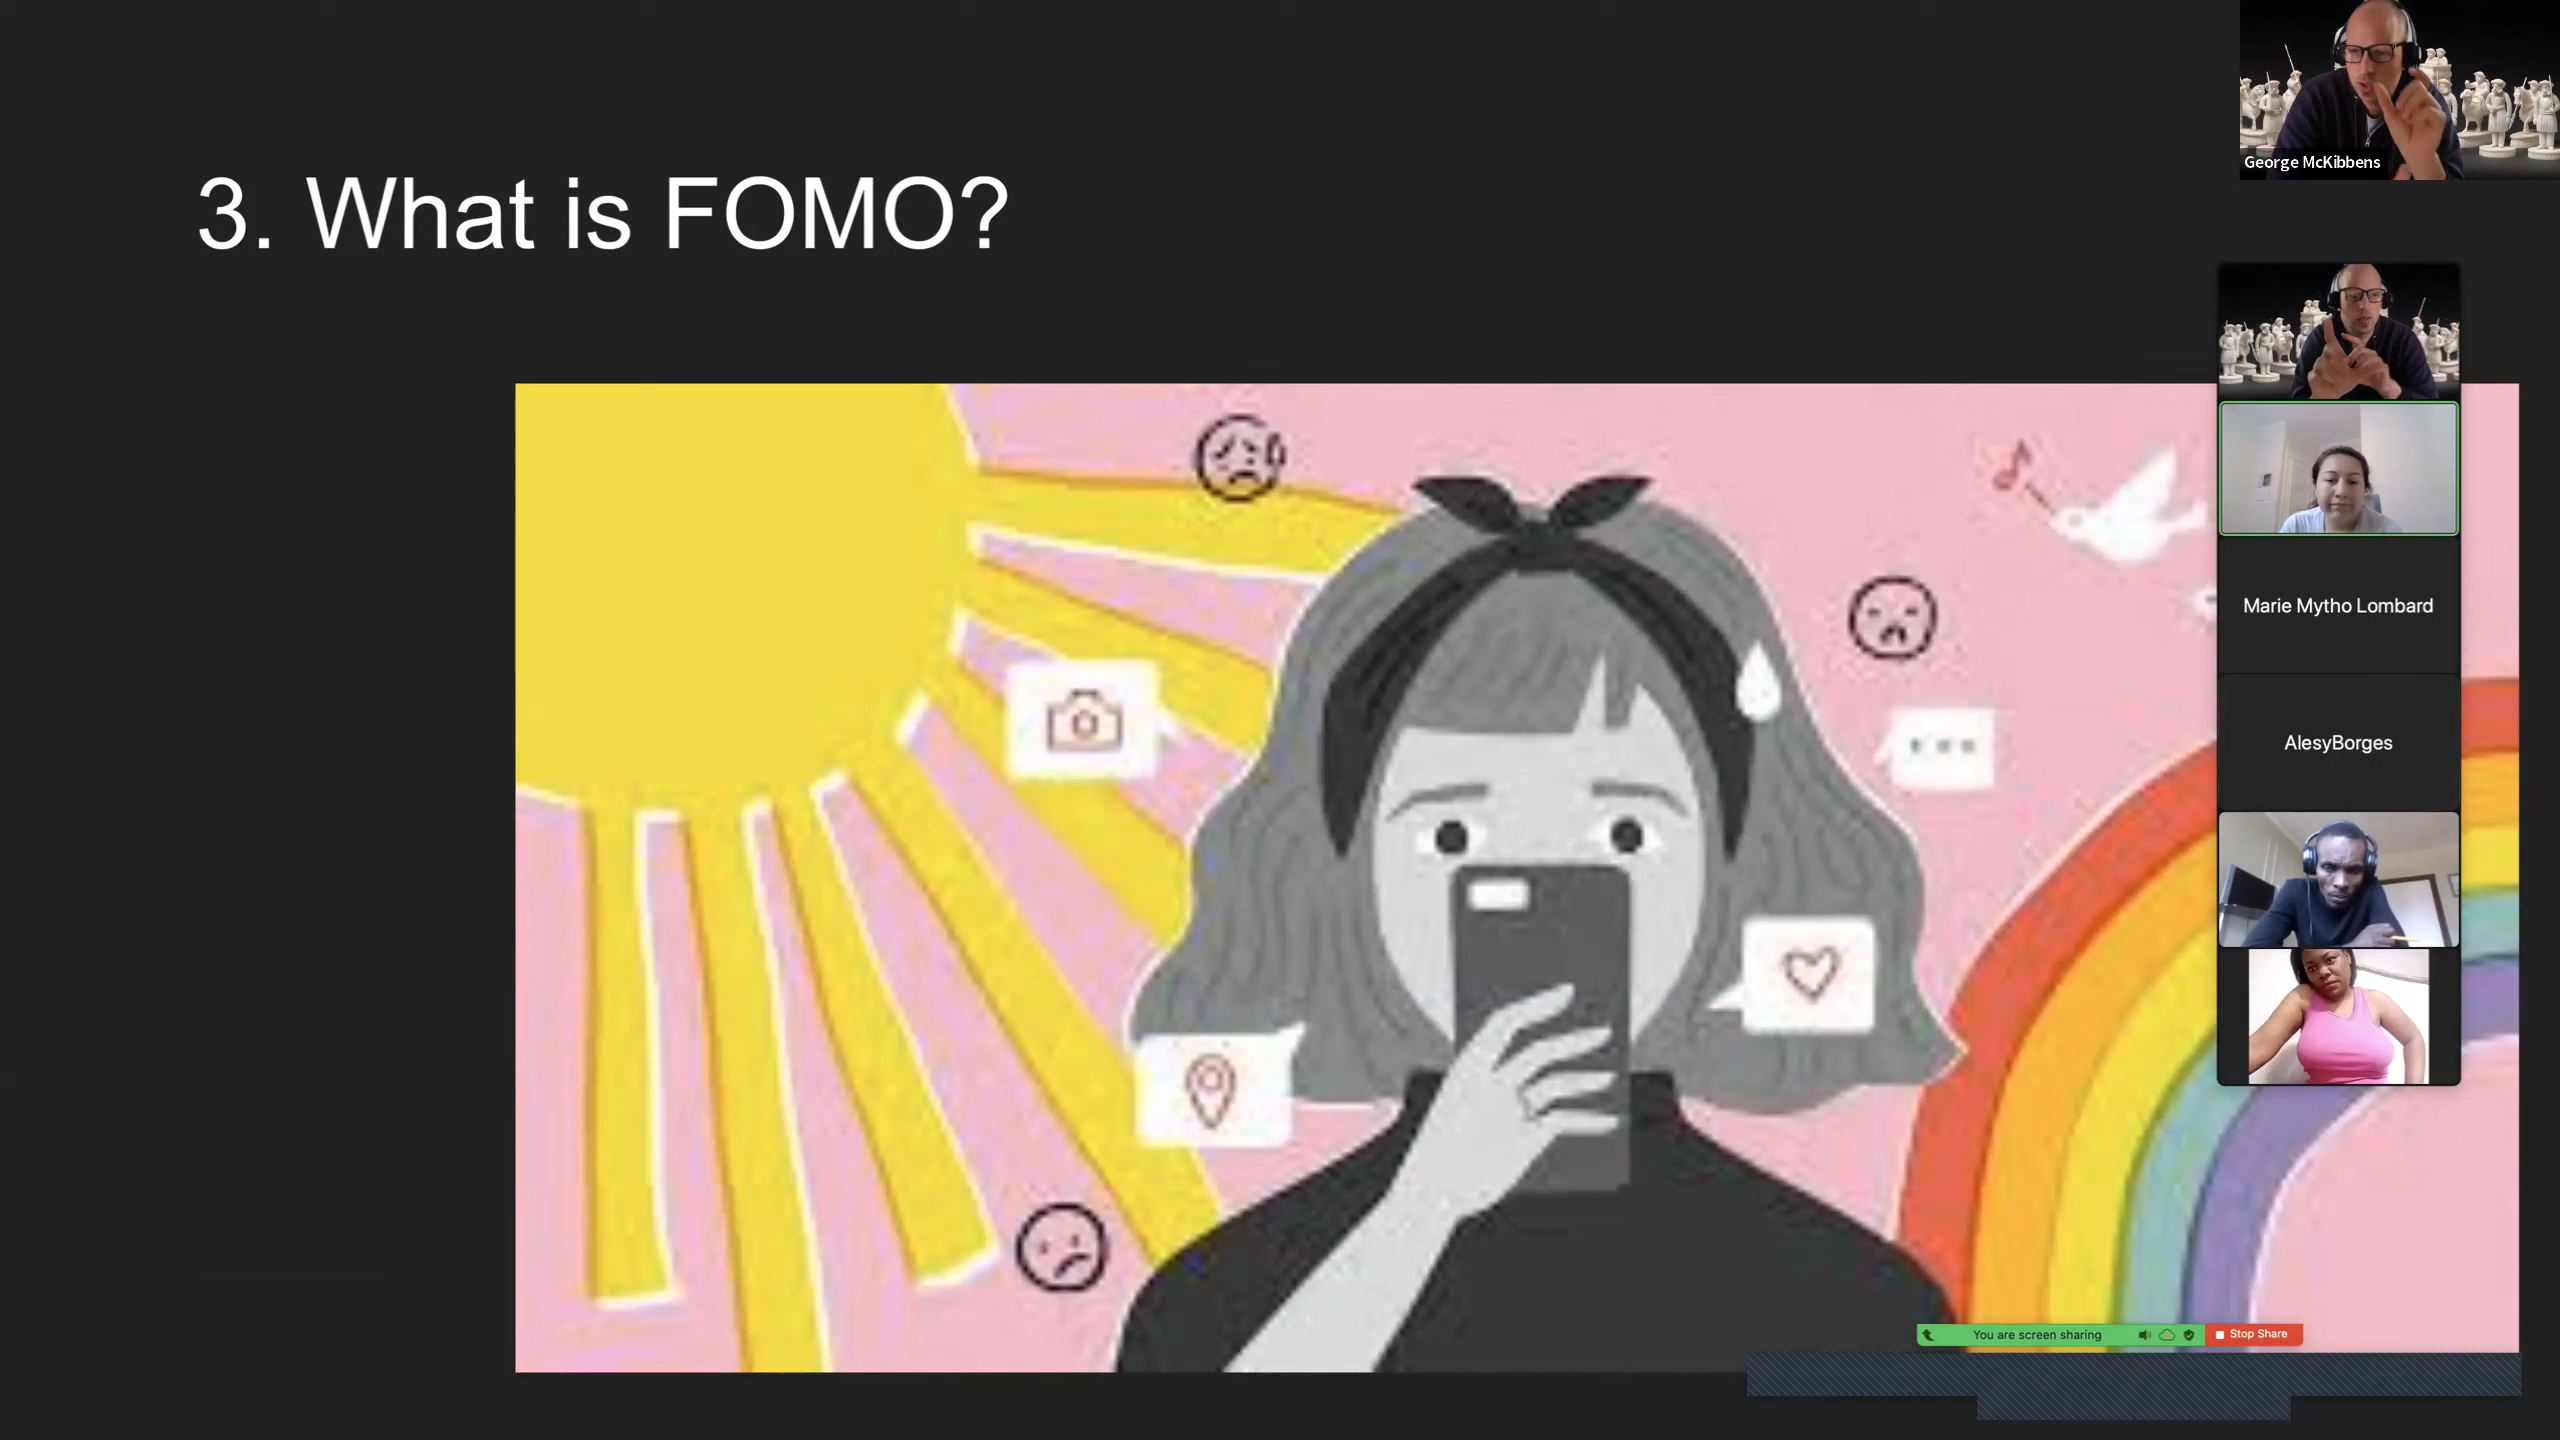 3. What is FOMO?
George McKibbens
Marie Mytho Lombard
AlesyBorges
You are screen sharing
Stop Share